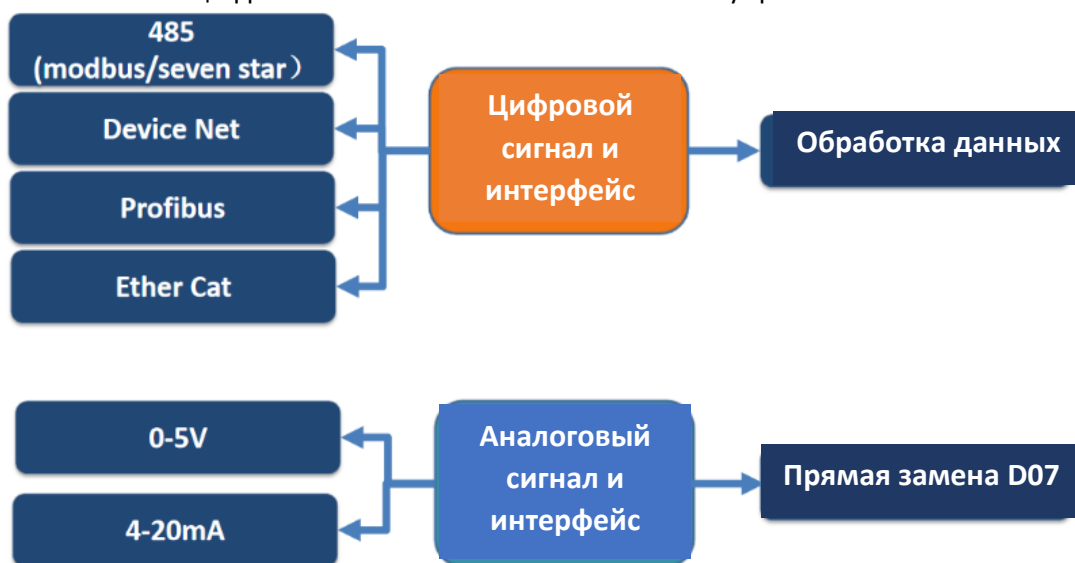 485
(modbus/seven star）
Device Net
Profibus
Ether Cat
Цифровой
сигнал и
интерфейс
Обработка данных
0-5V
4-20mA
Аналоговый
сигнал и
интерфейс
Прямая замена D07